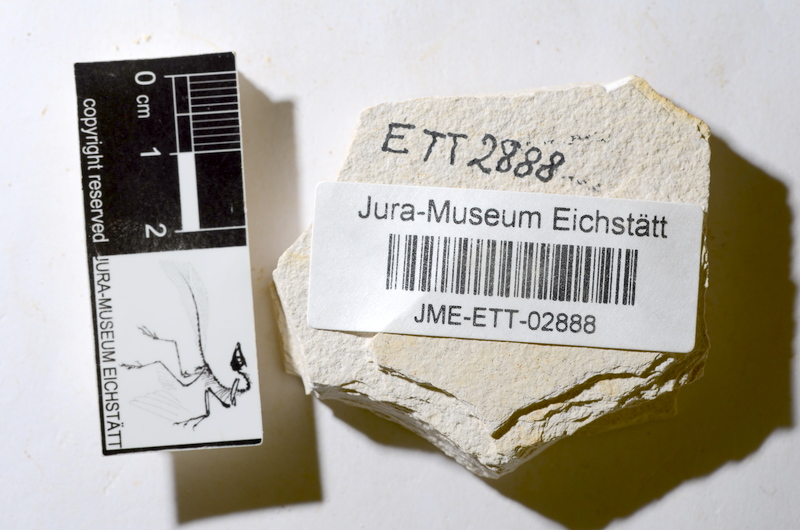 0 cm 1 2
copyright reserved JURA-MUSEUM EICHSTÄTT
ETT 2888
Jura-Museum Eichstätt
JME-ETT-02888